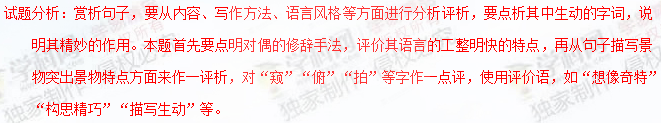 试题分析：赏析句子，要从内容、写作方法、语言风格等方面进行分析评析，要点析其中生动的字词，说
明其精妙的作用。本题首先要点明对偶的修辞手法，评价其语言的工整明快的特点，再从句子描写景
物突出景物特点方面来作一评析，对“窥”“俯”“拍”等字作一点评，使用评价语，如“想像奇特”
“构思精巧”“描写生动”等。